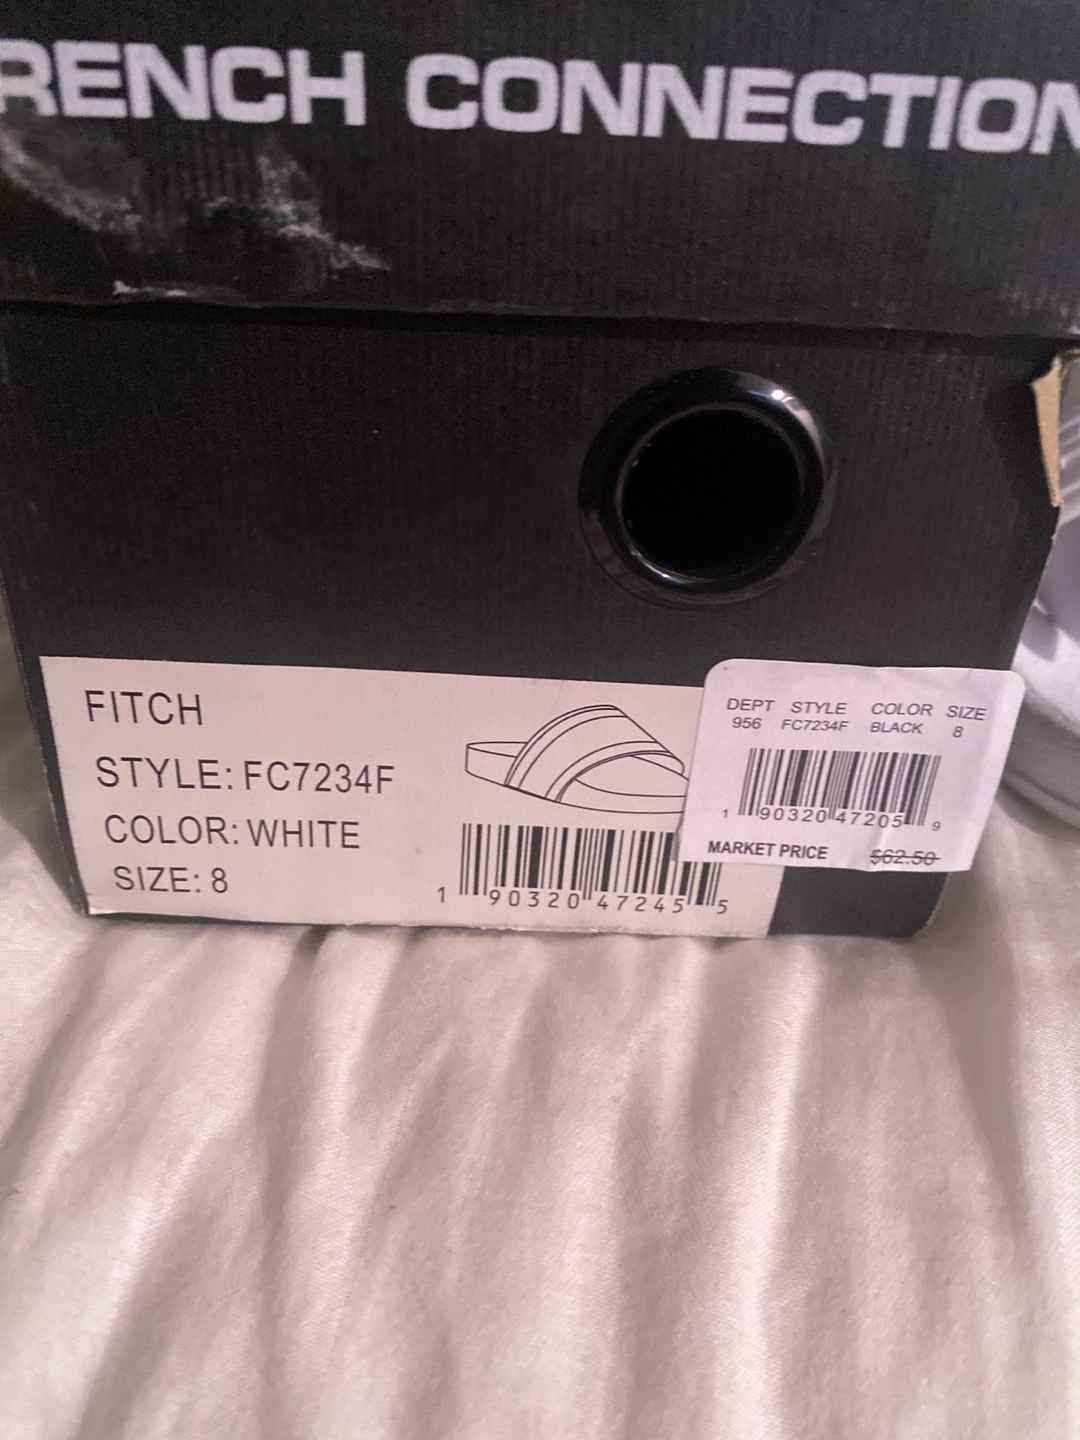 RENCH CONNECTION
FITCH
STYLE: FC7234F
COLOR: WHITE
SIZE: 8
1 90320 47245 5
DEPT STYLE COLOR SIZE
956 FC7234F BLACK 8
1 90320 47205 9
MARKET PRICE $62.50